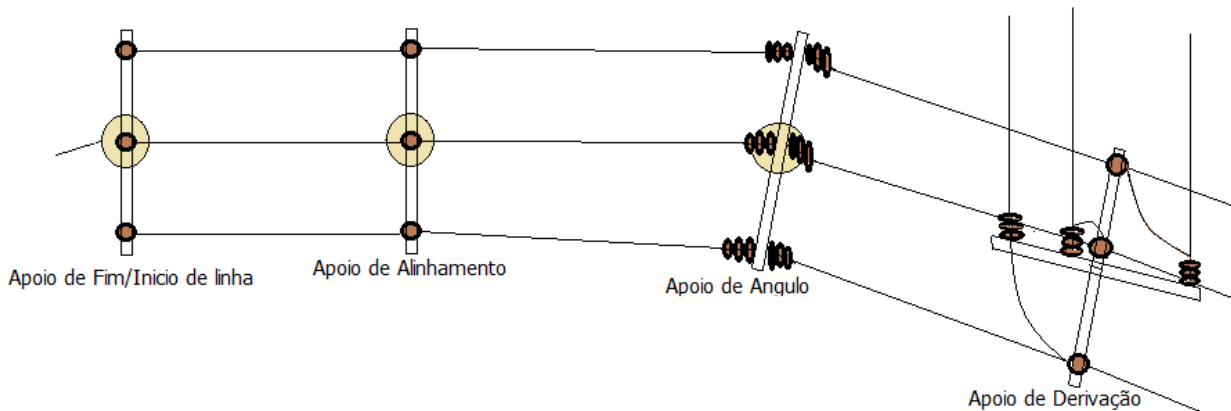 Apoio de Fim/Inicio de linha
Apoio de Alinhamento
Apoio de Angulo
Apoio de Derivação